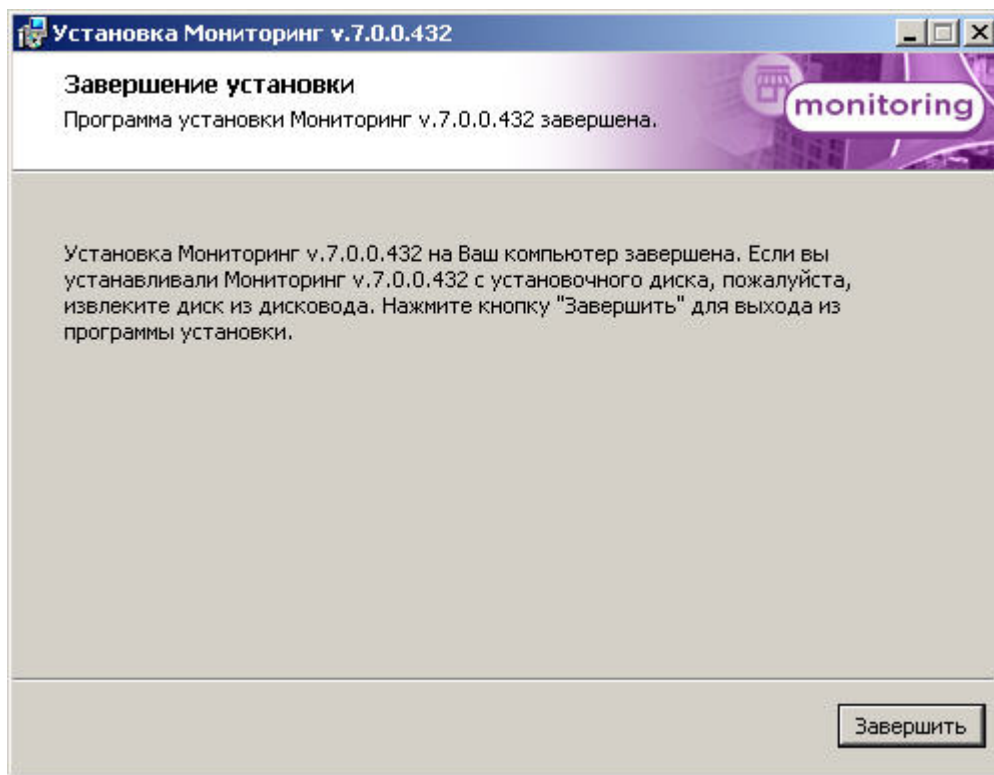 Установка Мониторинг v.7.0.0.432
Завершение установки
Программа установки Мониторинг v.7.0.0.432 завершена.
monitoring
Установка Мониторинг v.7.0.0.432 на Ваш компьютер завершена. Если вы
устанавливали Мониторинг v.7.0.0.432 с установочного диска, пожалуйста,
извлеките диск из дисковода. Нажмите кнопку "Завершить" для выхода из
программы установки.
Завершить